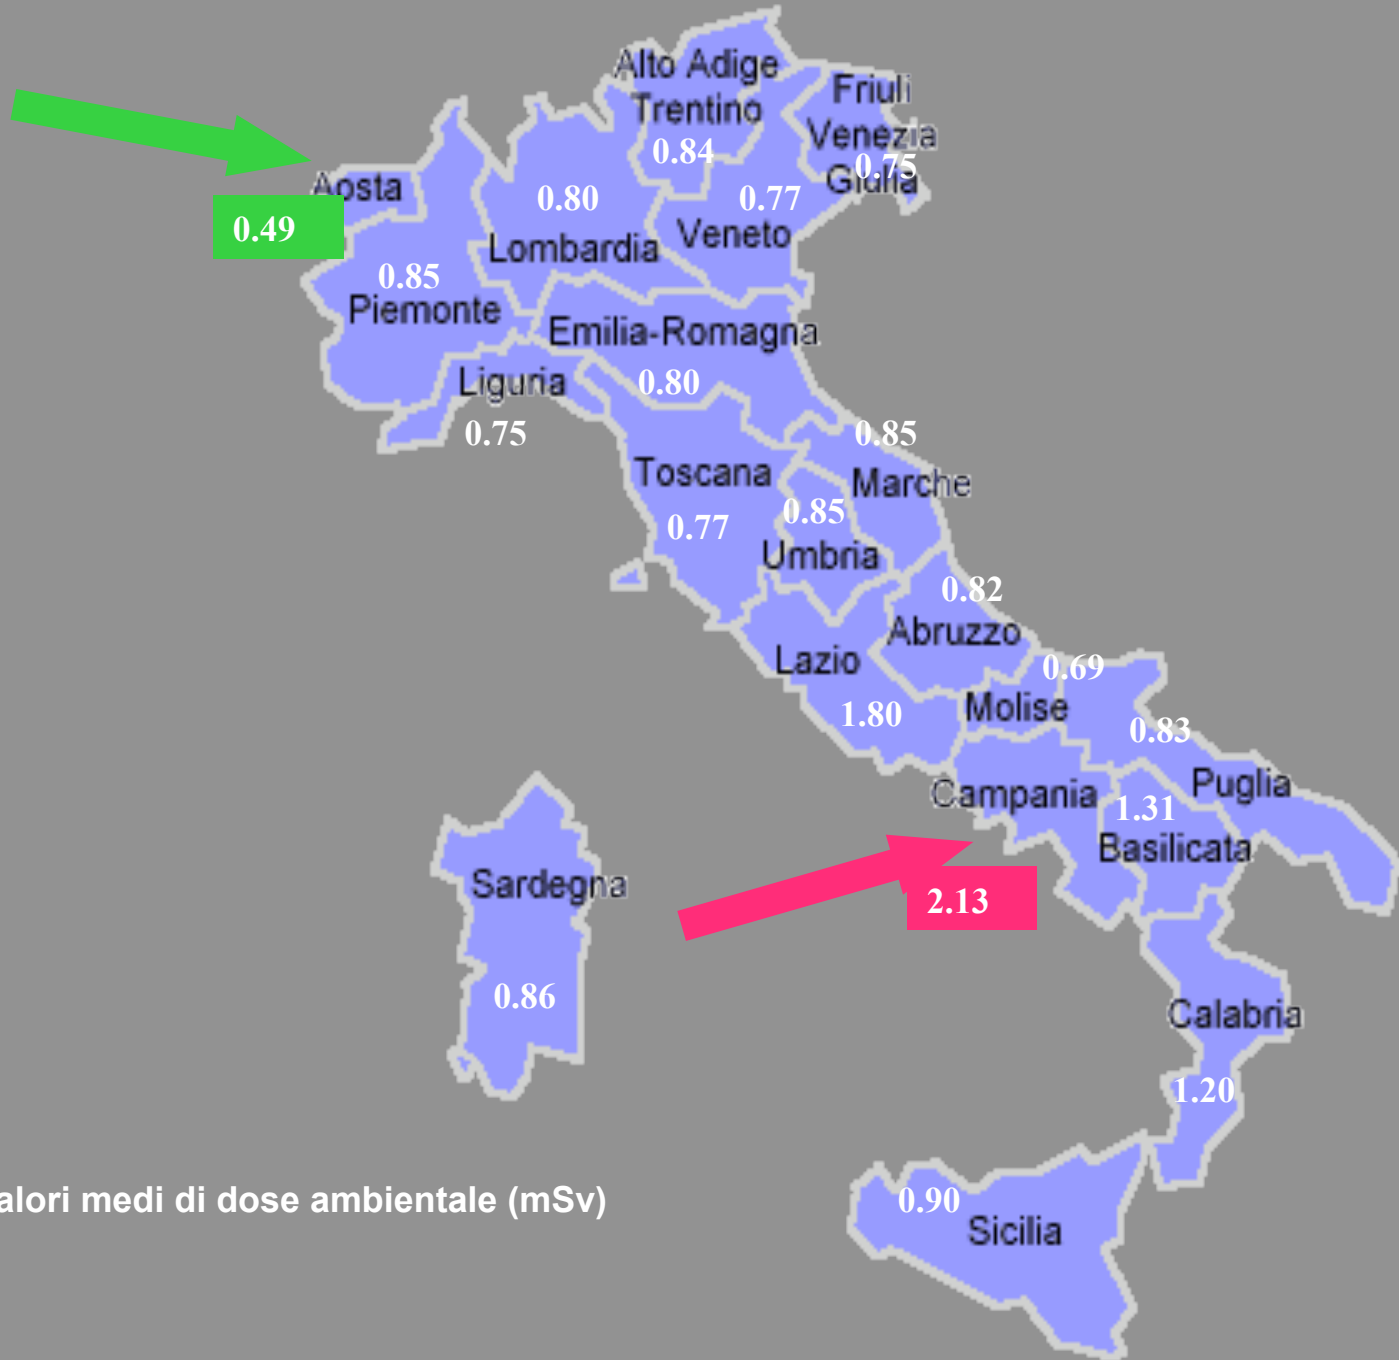 Alto Adige
Trentino
0.84
Friuli
Venezia
Giulia
0.75
Aosta
0.49
0.80
Lombardia
0.77
Veneto
0.85
Piemonte
Emilia-Romagna
0.80
Liguria
0.75
Toscana
0.77
0.85
Marche
0.85
Umbria
0.82
Abruzzo
Lazio
1.80
0.69
Molise
0.83
Puglia
Campania
2.13
1.31
Basilicata
Sardegna
0.86
Calabria
1.20
0.90
Sicilia
alori medi di dose ambientale (mSv)